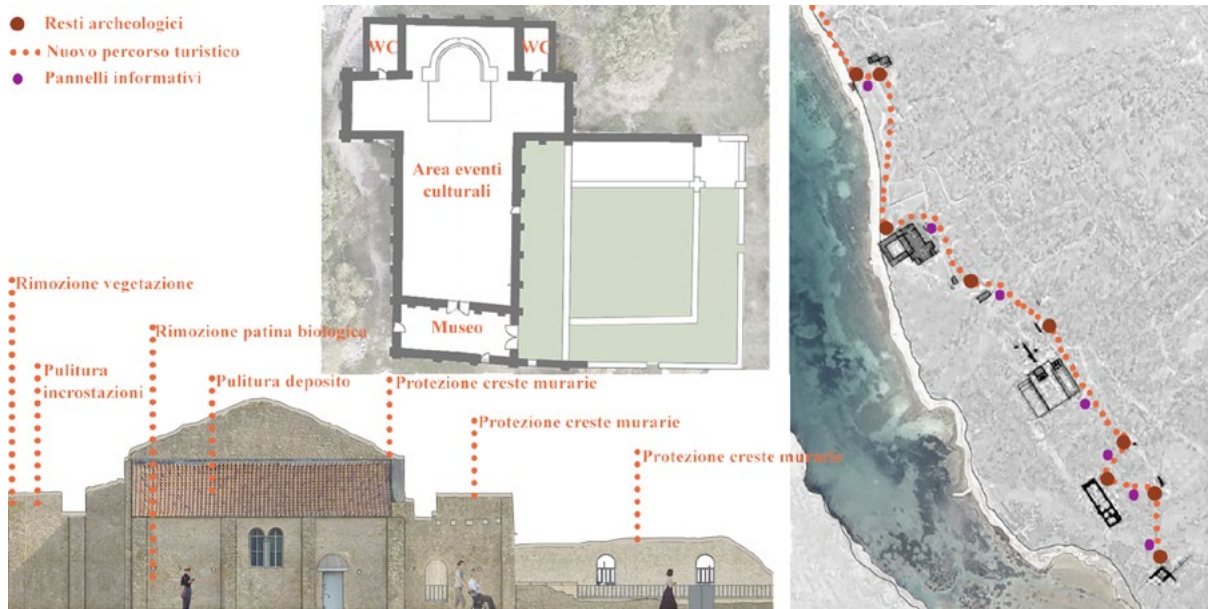 Resti archeologici
Nuovo percorso turistico
Pannelli informativi
WC
WC
Area eventi
culturali
Museo
Rimozione vegetazione
Rimozione patina biologica
Pulitura
incrostazioni
Pulitura deposito
Protezione creste murarie
Protezione creste murarie
Protezione creste murarie